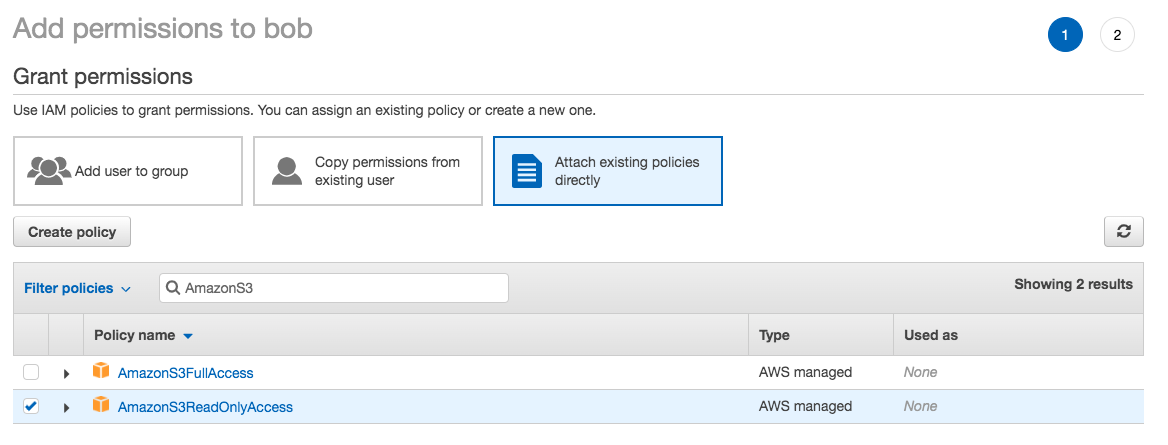 Add permissions to bob
1 2
Grant permissions
Use IAM policies to grant permissions. You can assign an existing policy or create a new one.
Add user to group
Copy permissions from
existing user
Attach existing policies
directly
Create policy
Filter policies
AmazonS3
Showing 2 results
Policy name Type Used as
AmazonS3FullAccess AWS managed None
AmazonS3ReadOnlyAccess AWS managed None